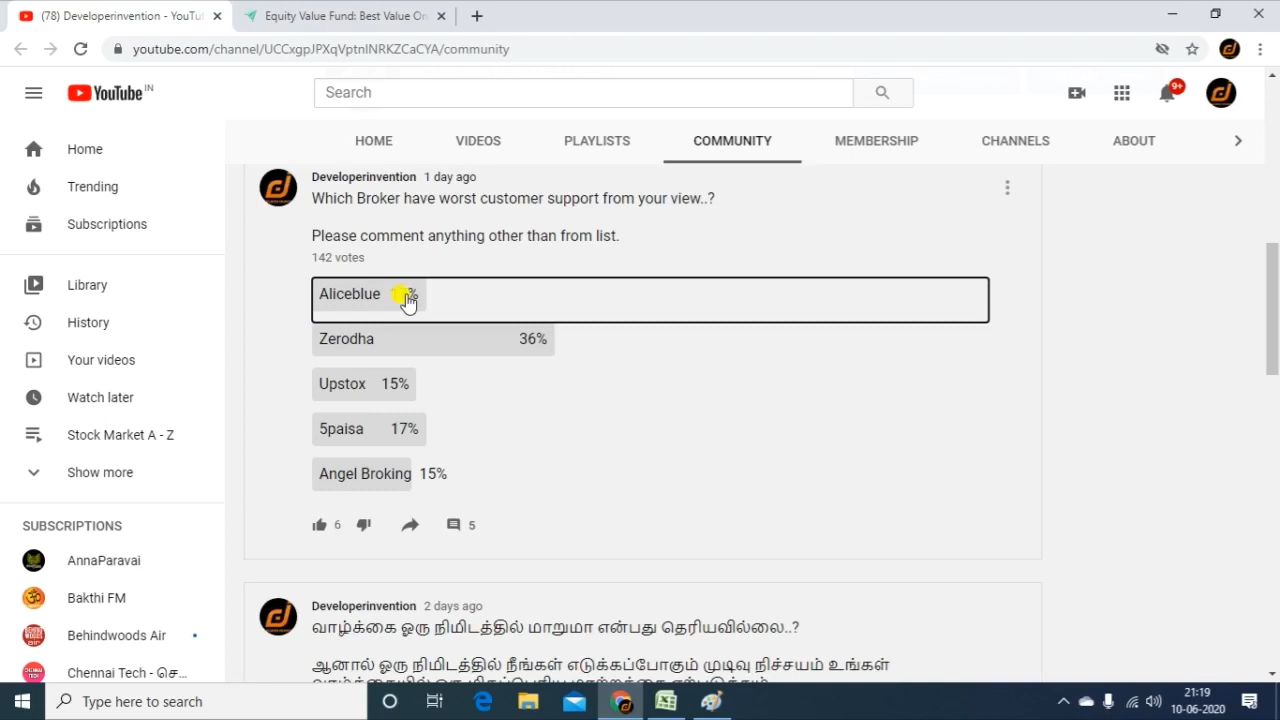 (78) Developerinvention - YouTu
Equity Value Fund: Best Value On
youtube.com/channel/UCCxgpJPXqVptnINRKZCaCYA/community
YouTube IN
Search
9+
HOME VIDEOS PLAYLISTS COMMUNITY MEMBERSHIP CHANNELS ABOUT
Home
Trending
Subscriptions
Library
History
Your videos
Watch later
Stock Market A - Z
Show more
SUBSCRIPTIONS
AnnaParavai
Bakthi FM
Behindwoods Air
Chennai Tech - செ...
Developerinvention 1 day ago
Which Broker have worst customer support from your view..?
Please comment anything other than from list.
142 votes
Aliceblue
Zerodha 36%
Upstox 15%
5paisa 17%
Angel Broking 15%
6 5
Developerinvention 2 days ago
வாழ்க்கை ஓரு நிமிடத்தில் மாறுமா என்பது தெரியவில்லை..?
ஆனால் ஓரு நிமிடத்தில் நீங்கள் எடுக்கப்போகும் முடிவு நிச்சயம் உங்கள்
Type here to search
21:19
10-06-2020